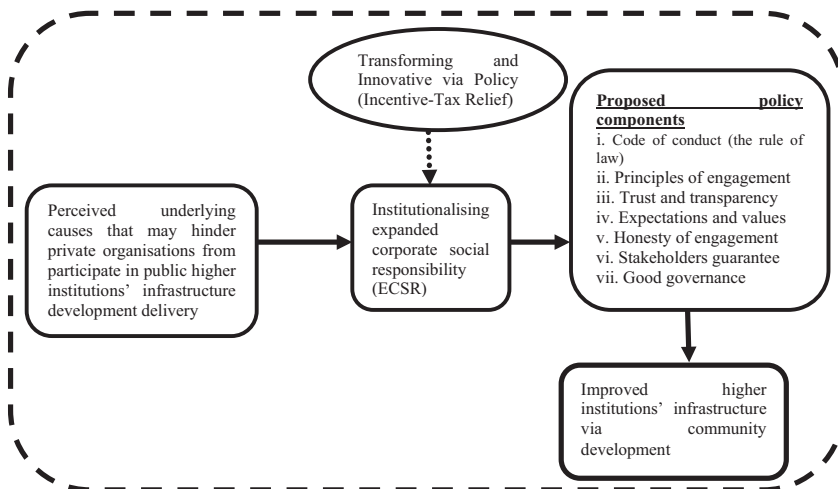 Transforming and
Innovative via Policy
(Incentive-Tax Relief)
Proposed policy
components
i. Code of conduct (the rule of
law)
ii. Principles of engagement
iii. Trust and transparency
iv. Expectations and values
v. Honesty of engagement
vi. Stakeholders guarantee
vii. Good governance
Perceived underlying
causes that may hinder
private organisations from
participate in public higher
institutions’ infrastructure
development delivery
Institutionalising
expanded
corporate social
responsibility
(ECSR)
Improved higher
institutions’ infrastructure
via community
development